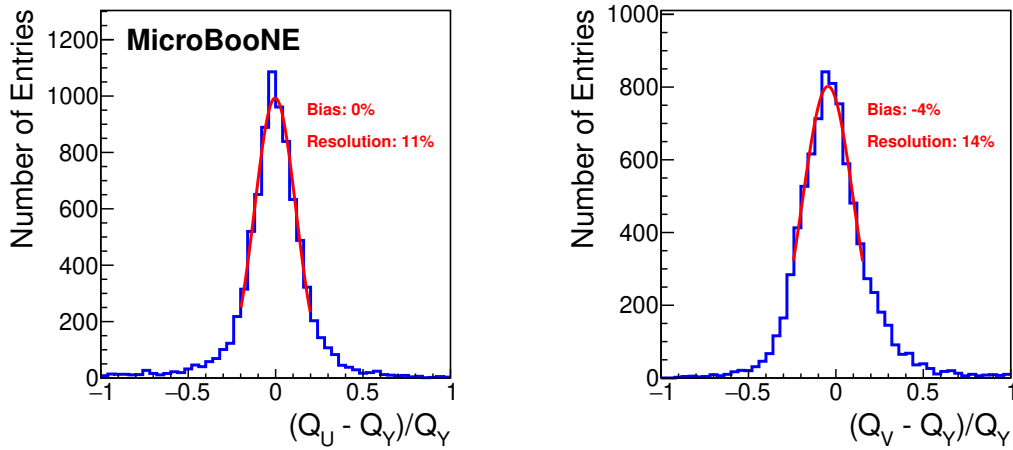 MicroBooNE
Number of Entries
1200
1000
800
600
400
200
0
Bias: 0%
Resolution: 11%
−1 −0.5 0 0.5 1
(Q_U - Q_Y)/Q_Y
Number of Entries
1000
800
600
400
200
0
Bias: -4%
Resolution: 14%
−1 −0.5 0 0.5 1
(Q_V - Q_Y)/Q_Y